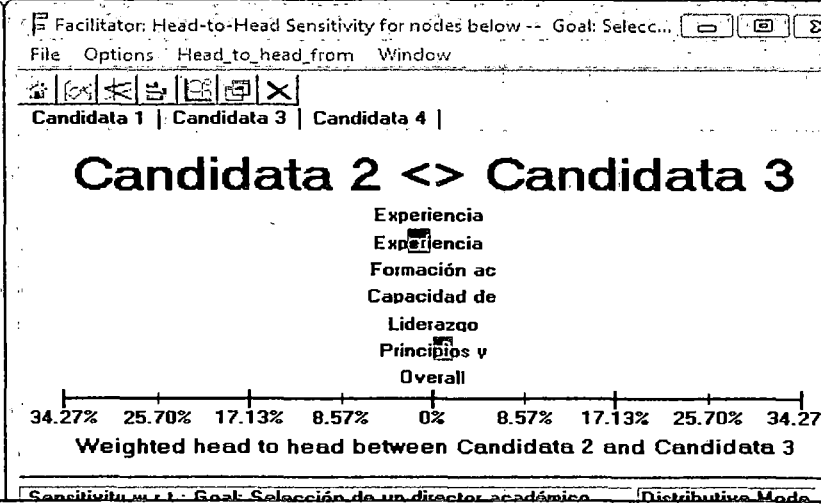 Facilitator: Head-to-Head Sensitivity for nodes below -- Goal: Selecc...
File Options Head_to_head_from Window
Candidata 1 | Candidata 3 | Candidata 4 |
Candidata 2 <> Candidata 3
Experiencia
Experiencia
Formación ac
Capacidad de
Liderazgo
Principios y
Overall
34.27% 25.70% 17.13% 8.57% 0% 8.57% 17.13% 25.70% 34.27
Weighted head to head between Candidata 2 and Candidata 3
Sensitivity w.r.t.: Goal: Selección de un director académico Distributive Mode